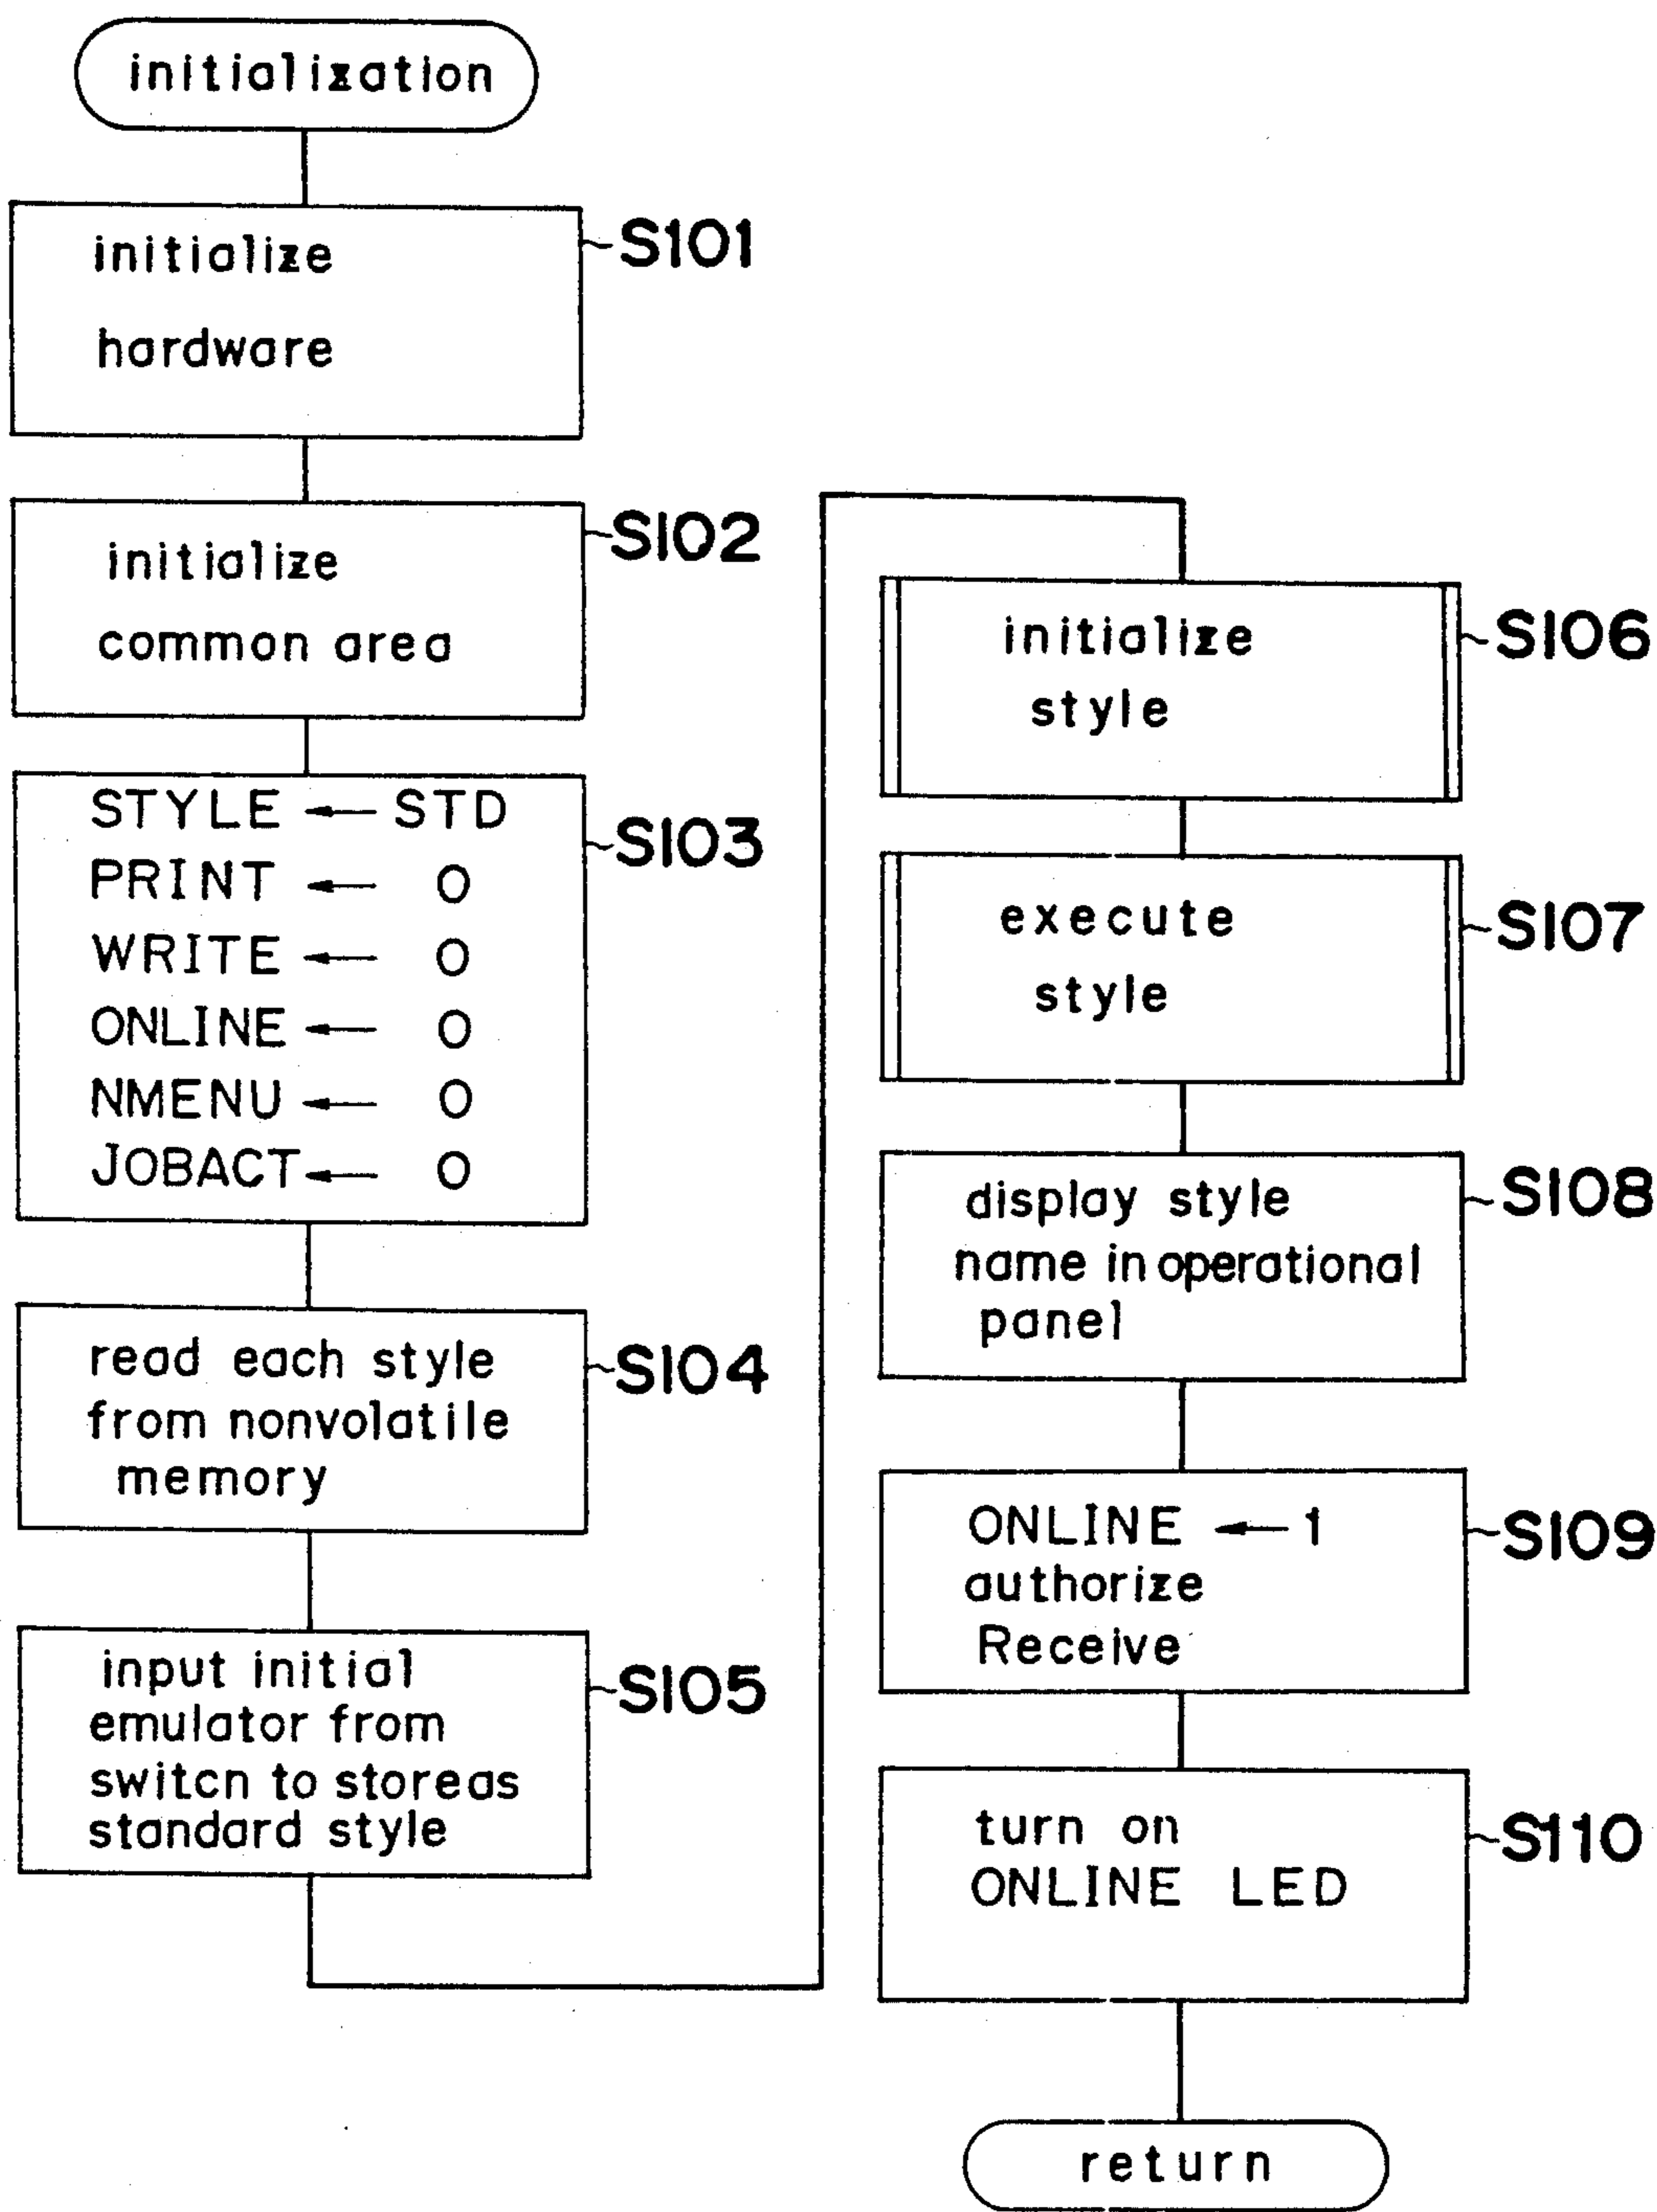 initialization
initialize
hardware
S101
initialize
common area
S102
STYLE ← STD
PRINT ← 0
WRITE ← 0
ONLINE ← 0
NMENU ← 0
JOBACT ← 0
S103
read each style
from nonvolatile
memory
S104
input initial
emulator from
switcn to storeas
standard style
S105
initialize
style
S106
execute
style
S107
display style
name in operational
panel
S108
ONLINE ← 1
authorize
Receive
S109
turn on
ONLINE LED
S110
return